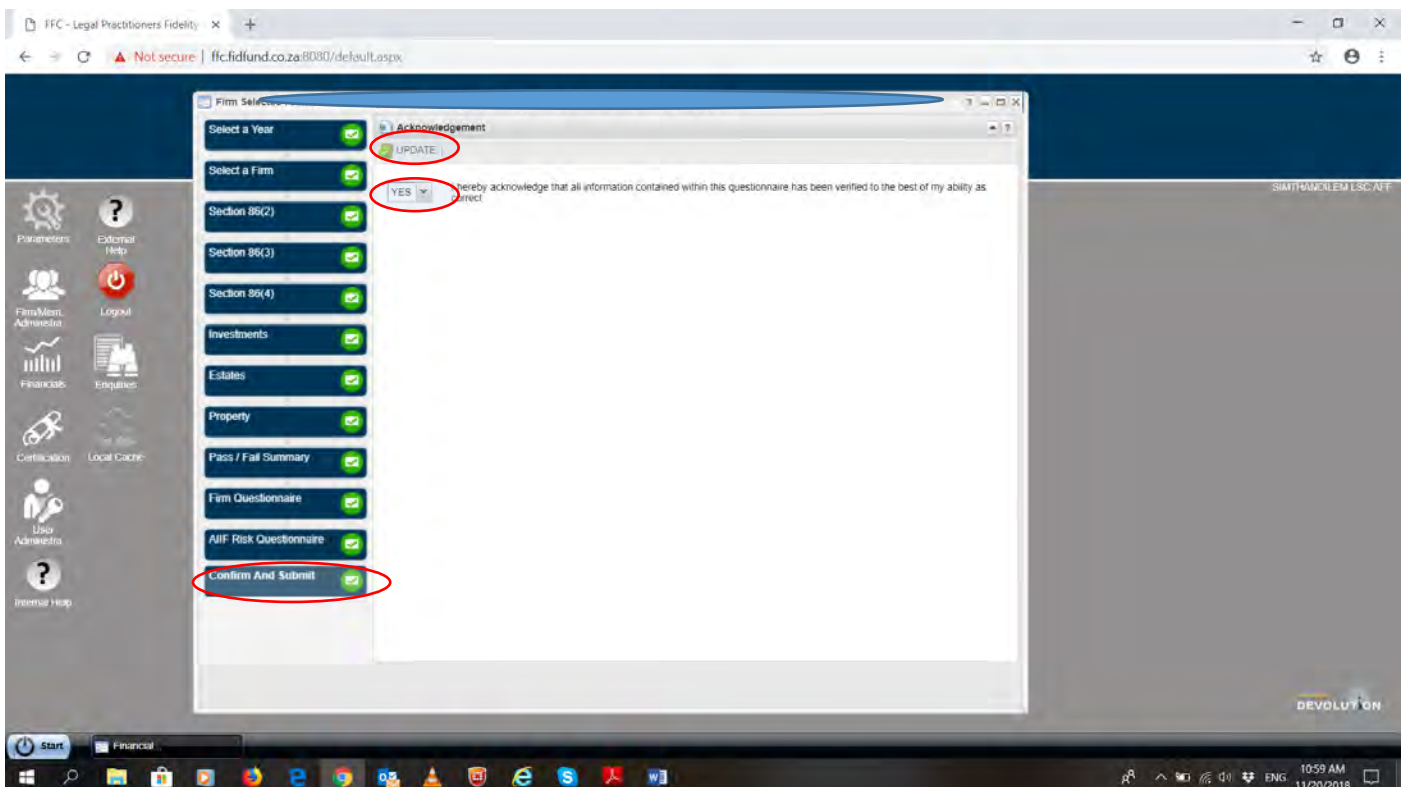 FFC - Legal Practitioners Fidelity
Not secure | ffc.fidfund.co.za:8080/default.aspx
Firm Selected
Select a Year
Acknowledgement
UPDATE
Select a Firm
YES
hereby acknowledge that all information contained within this questionnaire has been verified to the best of my ability as
correct
SIMTHANDILEM LSC AFF
Section 86(2)
Parameters
External
Help
Section 86(3)
Section 86(4)
Firm/Mem.
Administra
Logout
Investments
Financials
Enquiries
Estates
Property
Certification
Local Cache
Pass / Fail Summary
Firm Questionnaire
User
Administra
AIIF Risk Questionnaire
Confirm And Submit
Internal Help
DEVOLUTION
Start
Financial
ENG
10:59 AM
11/20/2018